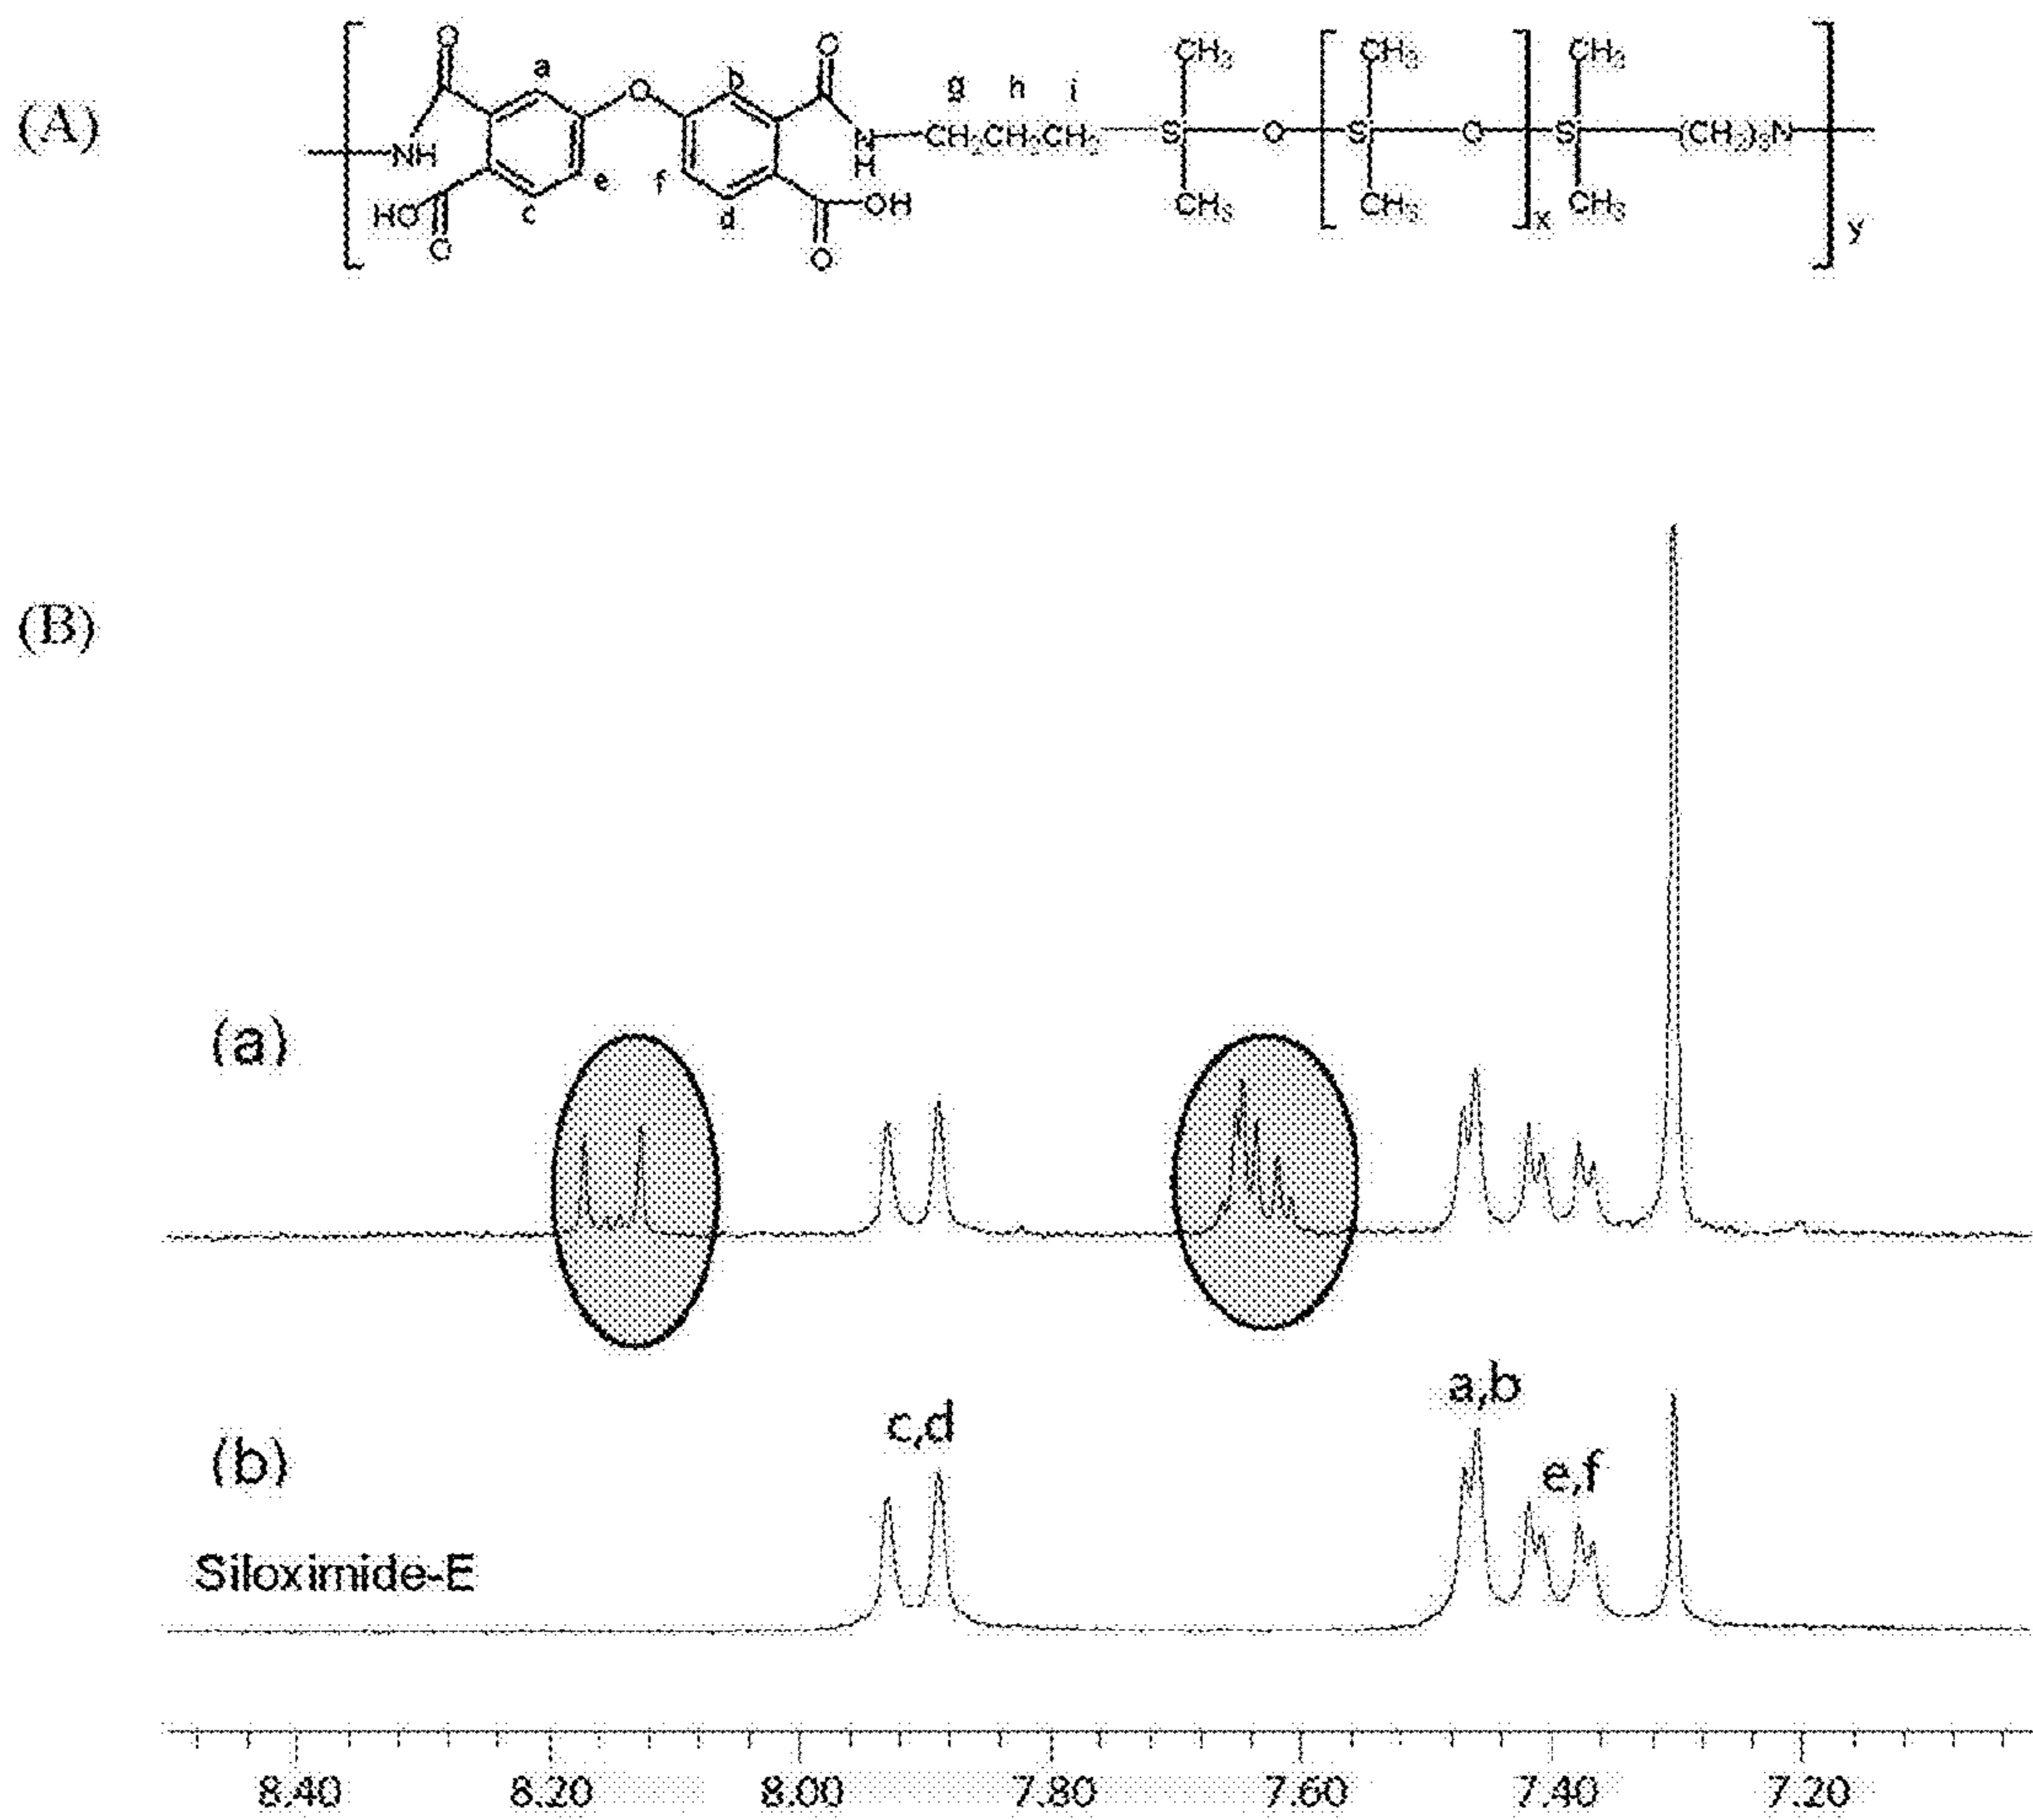 (A)
O a O b O g h i CH3 CH3 CH3
NH N H CH2CH2CH2 Si O Si O Si (CH2)3N
HO O c e f d OH O CH3 CH3 x CH3 y
(B)
(a)
(b) c,d a,b e,f
Siloximide-E
8.40 8.20 8.00 7.80 7.60 7.40 7.20